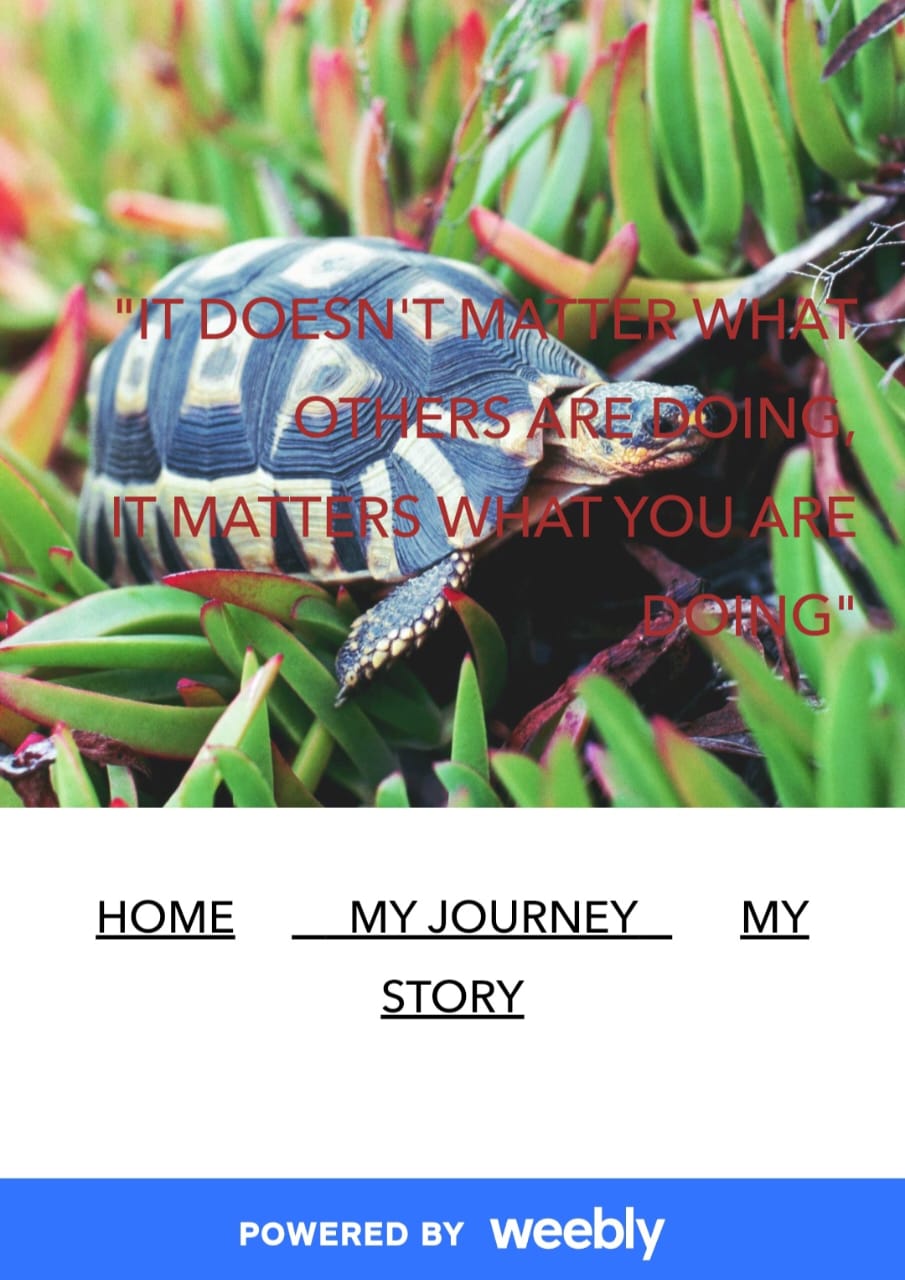 "IT DOESN'T MATTER WHAT
OTHERS ARE DOING,
IT MATTERS WHAT YOU ARE
DOING"
HOME MY JOURNEY MY
STORY
POWERED BY weebly